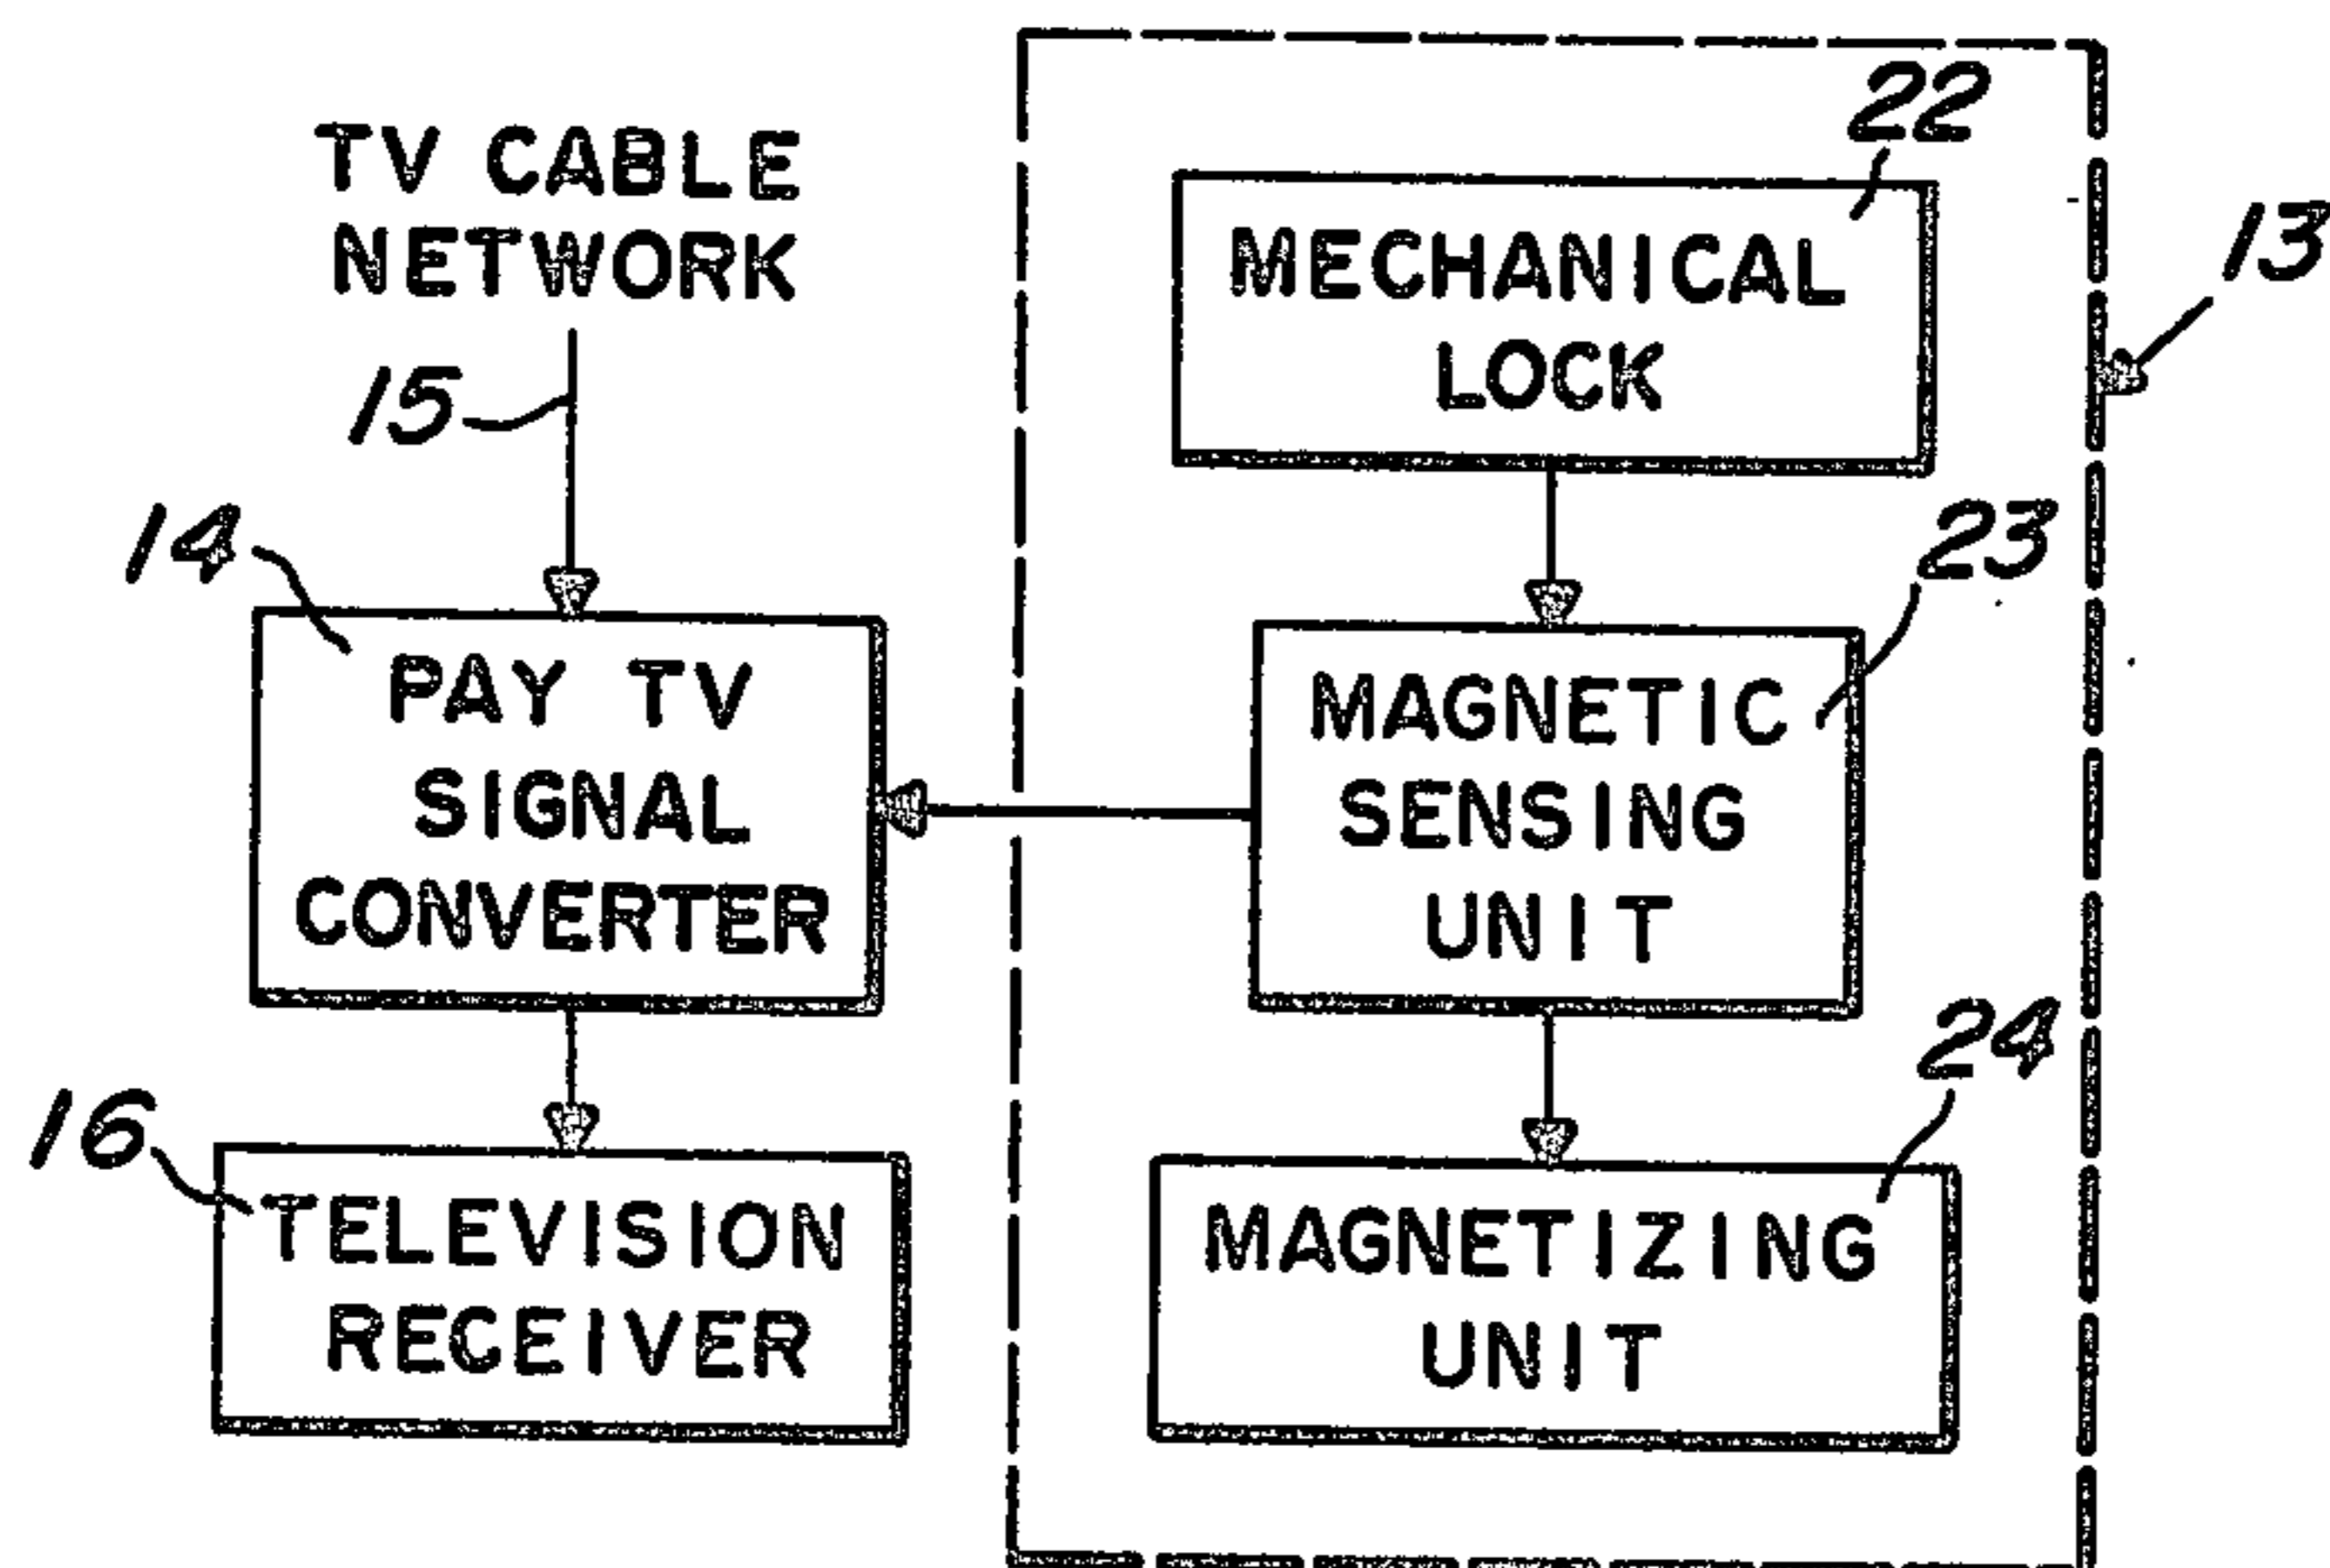 TV CABLE
NETWORK
15
14
PAY TV
SIGNAL
CONVERTER
16
TELEVISION
RECEIVER
22
MECHANICAL
LOCK
13
23
MAGNETIC
SENSING
UNIT
24
MAGNETIZING
UNIT